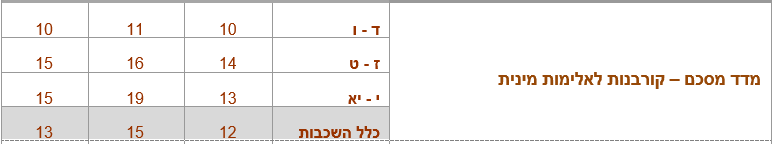 מדד מסכם – קורבנות לאלימות מינית
ד - ו 10 11 10
ז - ט 14 16 15
י - יא 13 19 15
כלל השכבות 12 15 13